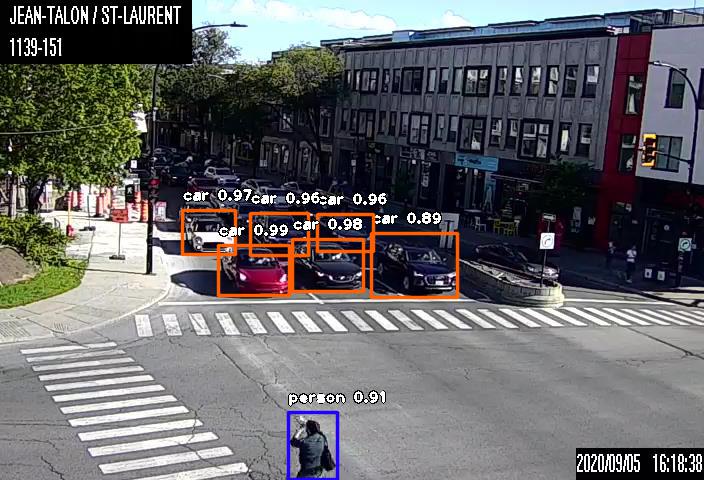 JEAN-TALON / ST-LAURENT
1139-151
car 0.97
car 0.96
car 0.96
car 0.99
car 0.98
car 0.89
person 0.91
2020/09/05 16:18:38